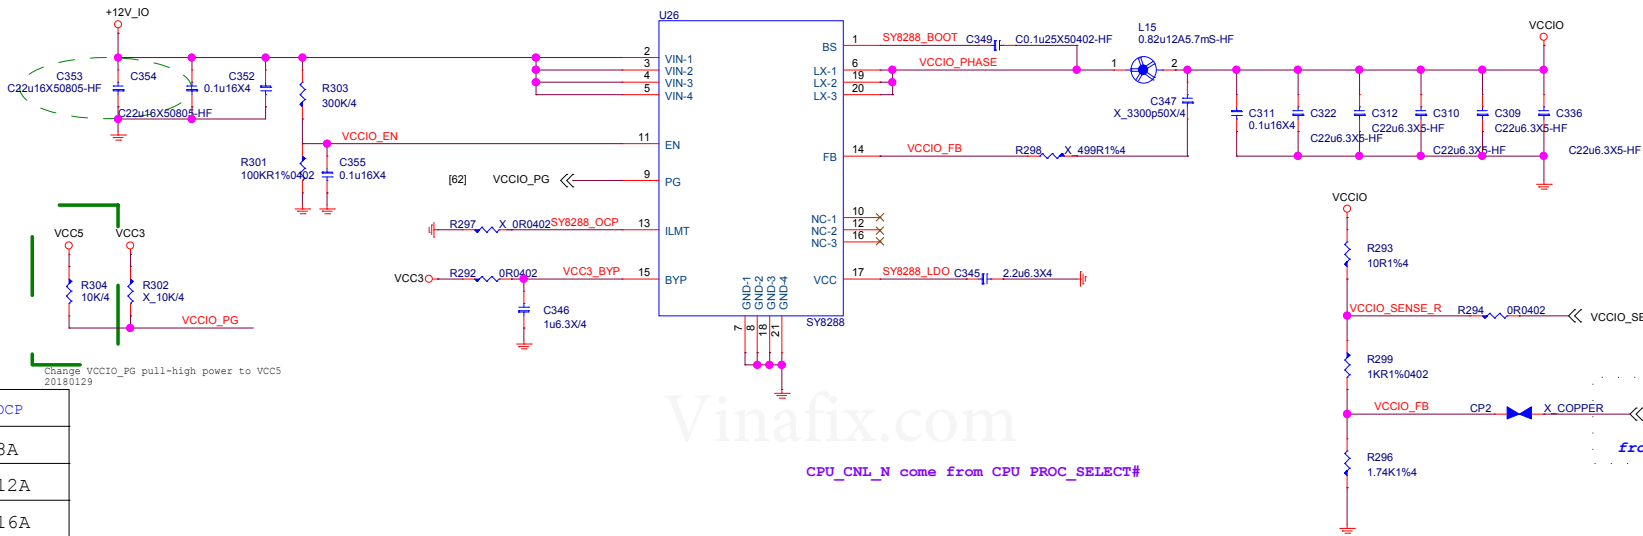 +12V_IO
C353
C22u16X50805-HF
C354
C22u16X50805-HF
C352
0.1u16X4
R303
300K/4
VCCIO_EN
R301
100KR1%0402
C355
0.1u16X4
[62]
VCCIO_PG
R297
X_0R0402
SY8288_OCP
VCC3
R292
0R0402
VCC3_BYP
C346
1u6.3X/4
VCC5
VCC3
R304
10K/4
R302
X_10K/4
VCCIO_PG
Change VCCIO_PG pull-high power to VCC5
20180129
OCP
8A
12A
16A
U26
2
VIN-1
3
VIN-2
4
VIN-3
5
VIN-4
11
EN
9
PG
13
ILMT
15
BYP
BS
1
LX-1
6
LX-2
19
LX-3
20
FB
14
NC-1
10
NC-2
12
NC-3
16
VCC
17
GND-1
GND-2
GND-3
GND-4
7
8
18
21
SY8288
SY8288_BOOT
C349
C0.1u25X50402-HF
VCCIO_PHASE
L15
0.82u12A5.7mS-HF
1
2
C347
X_3300p50X/4
VCCIO_FB
R298
X_499R1%4
SY8288_LDO
C345
2.2u6.3X4
VCCIO
C311
0.1u16X4
C322
C22u6.3X5-HF
C312
C22u6.3X5-HF
C310
C22u6.3X5-HF
C309
C22u6.3X5-HF
C336
C22u6.3X5-HF
VCCIO
R293
10R1%4
VCCIO_SENSE_R
R294
0R0402
VCCIO_SE
R299
1KR1%0402
VCCIO_FB
CP2
X_COPPER
R296
1.74K1%4
fro
Vinafix.com
CPU_CNL_N come from CPU PROC_SELECT#